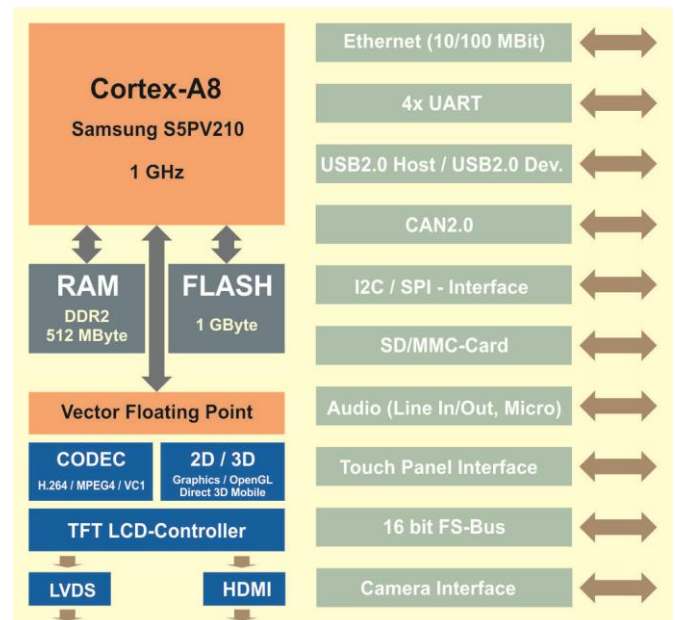 Cortex-A8
Samsung S5PV210
1 GHz
RAM
DDR2
512 MByte
FLASH
1 GByte
Vector Floating Point
CODEC
H.264 / MPEG4 / VC1
2D / 3D
Graphics / OpenGL
Direct 3D Mobile
TFT LCD-Controller
LVDS
HDMI
Ethernet (10/100 MBit)
4x UART
USB2.0 Host / USB2.0 Dev.
CAN2.0
I2C / SPI - Interface
SD/MMC-Card
Audio (Line In/Out, Micro)
Touch Panel Interface
16 bit FS-Bus
Camera Interface